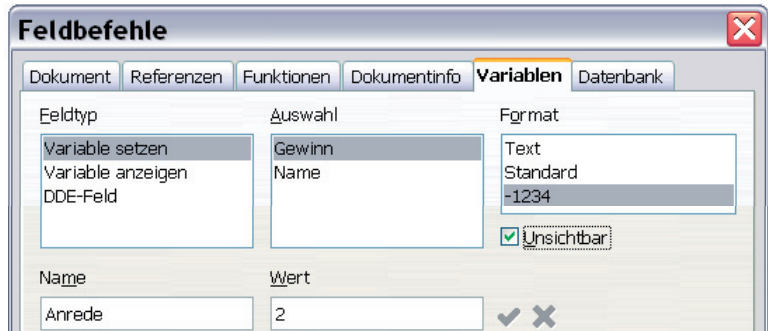 Feldbefehle
Dokument Referenzen Funktionen Dokumentinfo Variablen Datenbank
Feldtyp Auswahl Format
Variable setzen Gewinn Text
Variable anzeigen Name Standard
DDE-Feld -1234
Unsichtbar
Name Wert
Anrede 2